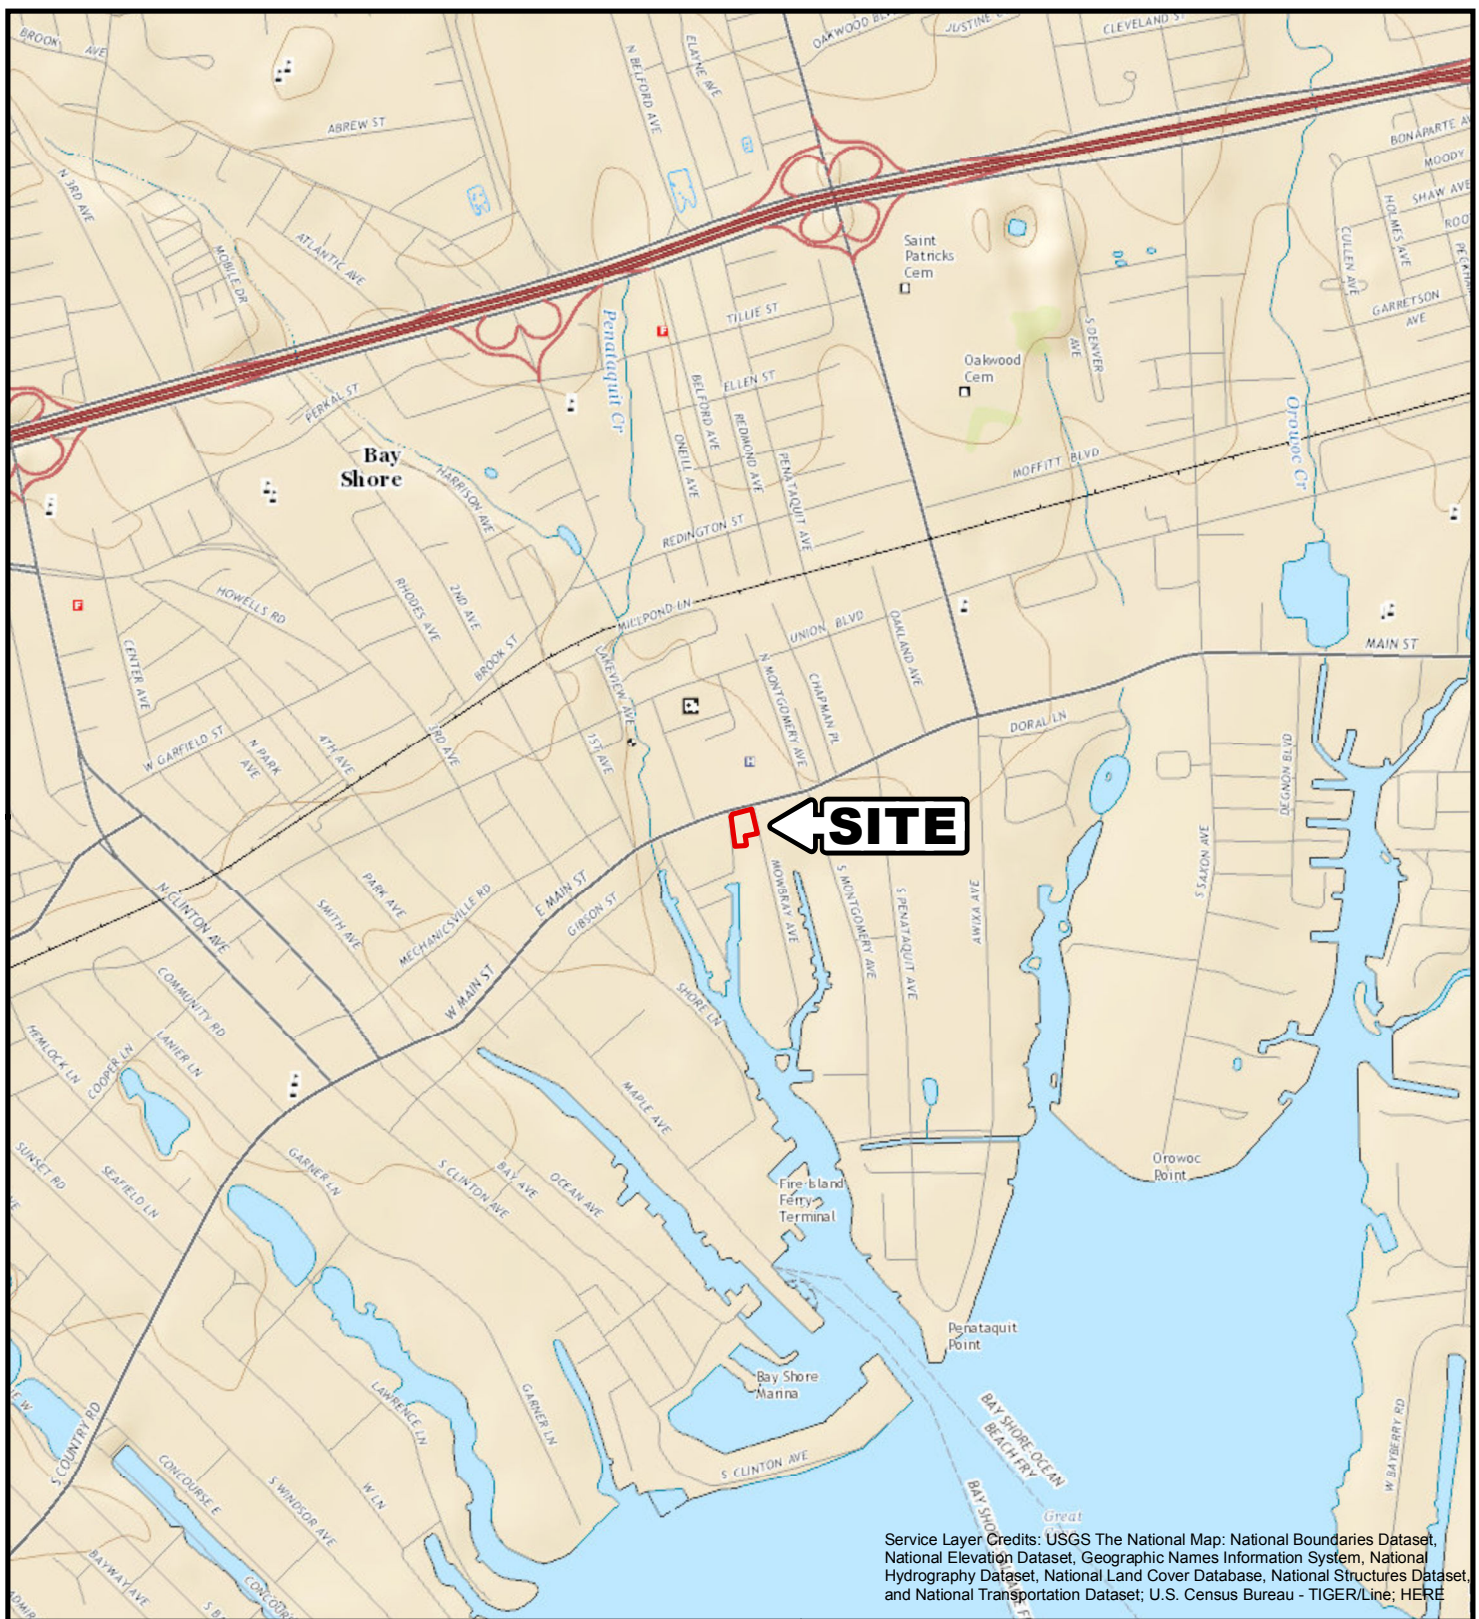 BROOK AVE
N BELFORD AVE
ELAYNE AVE
OAKWOOD BLV
JUSTINE
CLEVELAND ST
ABREW ST
BONAPARTE AV
MOODY
SHAW AVE
HOLMES AVE
ROO
CULLEN AVE
GARRETSON
AVE
N 3RD AVE
MOBILE DR
ATLANTIC AVE
Saint
Patricks
Cem
TILLIE ST
F
Penataquit Cr
S DENVER
AVE
Oakwood
Cem
PERKAL ST
BELFORD AVE
ELLEN ST
REDMOND AVE
ONEILL AVE
PENATAQUIT AVE
Orowoc Cr
MOFFITT BLVD
Bay
Shore
HARRISON AVE
REDINGTON ST
HOWELLS RD
RHODES AVE
2ND AVE
F
MILLPOND LN
UNION BLVD
OAKLAND AVE
CENTER AVE
BROOK ST
LAKEVIEW AVE
N MONTGOMERY AVE
CHAPMAN PL
MAIN ST
W GARFIELD ST
N PARK
AVE
4TH AVE
3RD AVE
1ST AVE
H
DORAL LN
DEGNON BLVD
SITE
N CLINTON AVE
SMITH AVE
PARK AVE
MECHANICSVILLE RD
E MAIN ST
GIBSON ST
MOWBRAY AVE
S MONTGOMERY AVE
S PENATAQUIT AVE
AWIXA AVE
S SAXON AVE
W MAIN ST
COMMUNITY RD
SHORE LN
HEMLOCK LN
COOPER LN
LANIER LN
MAPLE AVE
SUNSET RD
SEAFIELD LN
GARNER LN
S CLINTON AVE
BAY AVE
OCEAN AVE
Fire Island
Ferry
Terminal
Orowoc
Point
Penataquit
Point
Bay Shore
Marina
LAWRENCE LN
GARNER LN
S COUNTRY RD
BAY SHORE-OCEAN
BEACH FRY
W BAYBERRY RD
S CLINTON AVE
CONCOURSE E
S WINDSOR AVE
W LN
BAY SHO
Great
BAYWAY AVE
CONCOUR
S BA
ADMIR
Service Layer Credits: USGS The National Map: National Boundaries Dataset,
National Elevation Dataset, Geographic Names Information System, National
Hydrography Dataset, National Land Cover Database, National Structures Dataset,
and National Transportation Dataset; U.S. Census Bureau - TIGER/Line; HERE